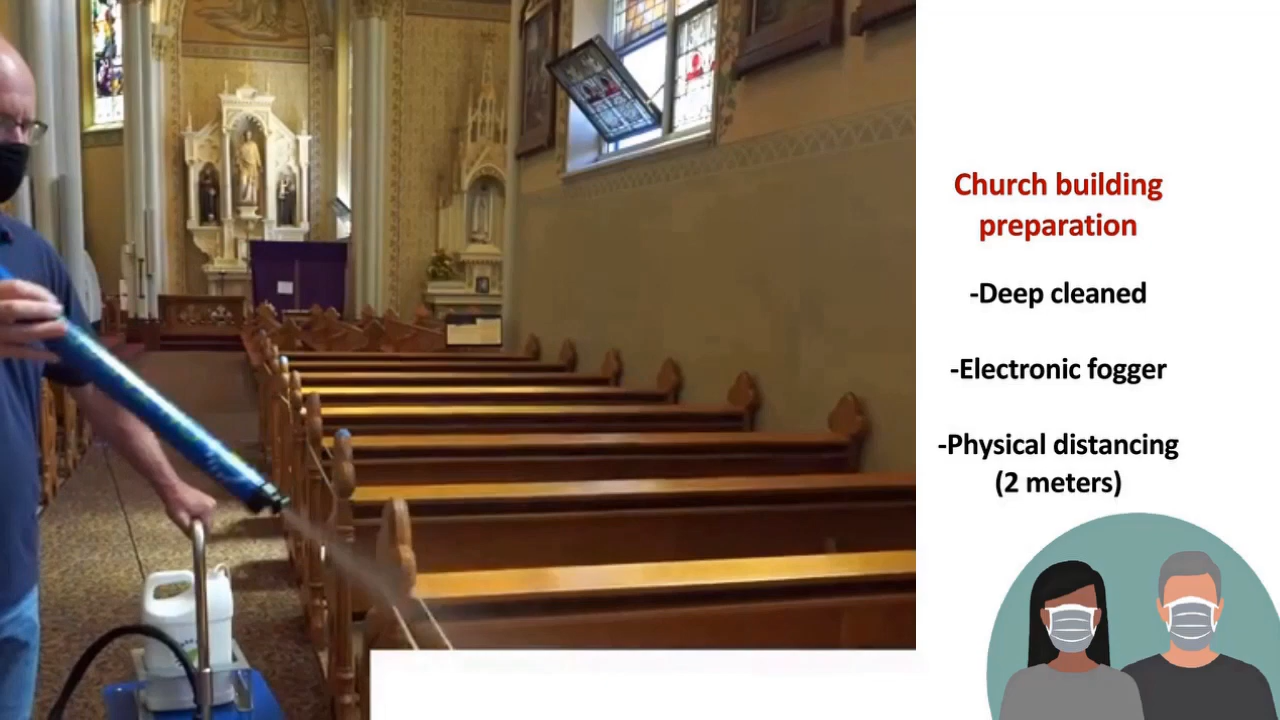 Church building
preparation
-Deep cleaned
-Electronic fogger
-Physical distancing
(2 meters)